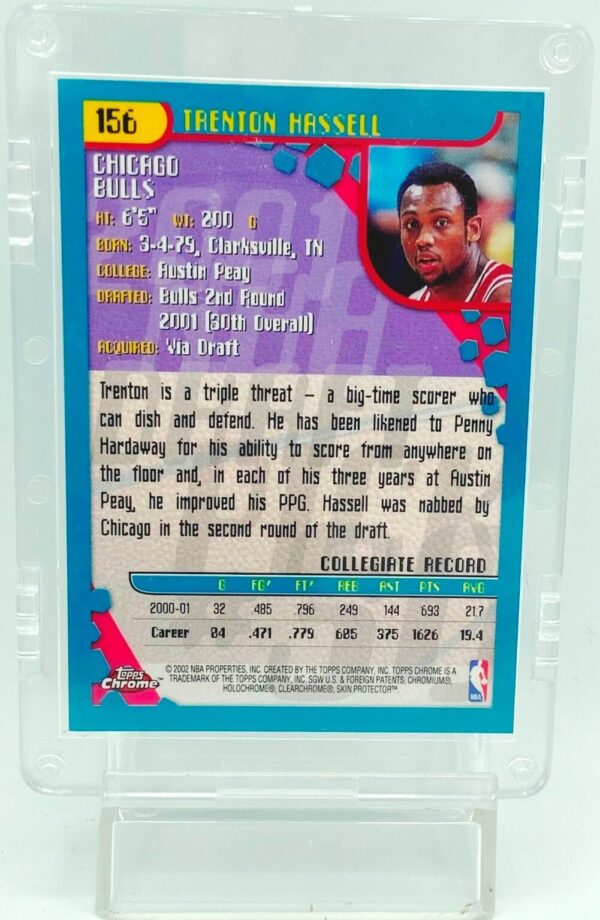 156 TRENTON HASSELL
CHICAGO
BULLS
HT: 6'5" WT: 200 G
BORN: 3-4-79, Clarksville, TN
COLLEGE: Austin Peay
DRAFTED: Bulls 2nd Round
2001 (30th Overall)
ACQUIRED: Via Draft
Trenton is a triple threat – a big-time scorer who
can dish and defend. He has been likened to Penny
Hardaway for his ability to score from anywhere on
the floor and, in each of his three years at Austin
Peay, he improved his PPG. Hassell was nabbed by
Chicago in the second round of the draft.
COLLEGIATE RECORD
G FG% FT% REB AST PTS AVG
2000-01 32 .485 .796 249 144 693 21.7
Career 84 .471 .779 605 375 1626 19.4
Topps Chrome™
© 2002 NBA PROPERTIES, INC. CREATED BY THE TOPPS COMPANY, INC. TOPPS CHROME IS A
TRADEMARK OF THE TOPPS COMPANY, INC. SGW U.S. & FOREIGN PATENTS. CHROMIUM®,
HOLOCHROME®, CLEARCHROME®, SKIN PROTECTOR™
NBA